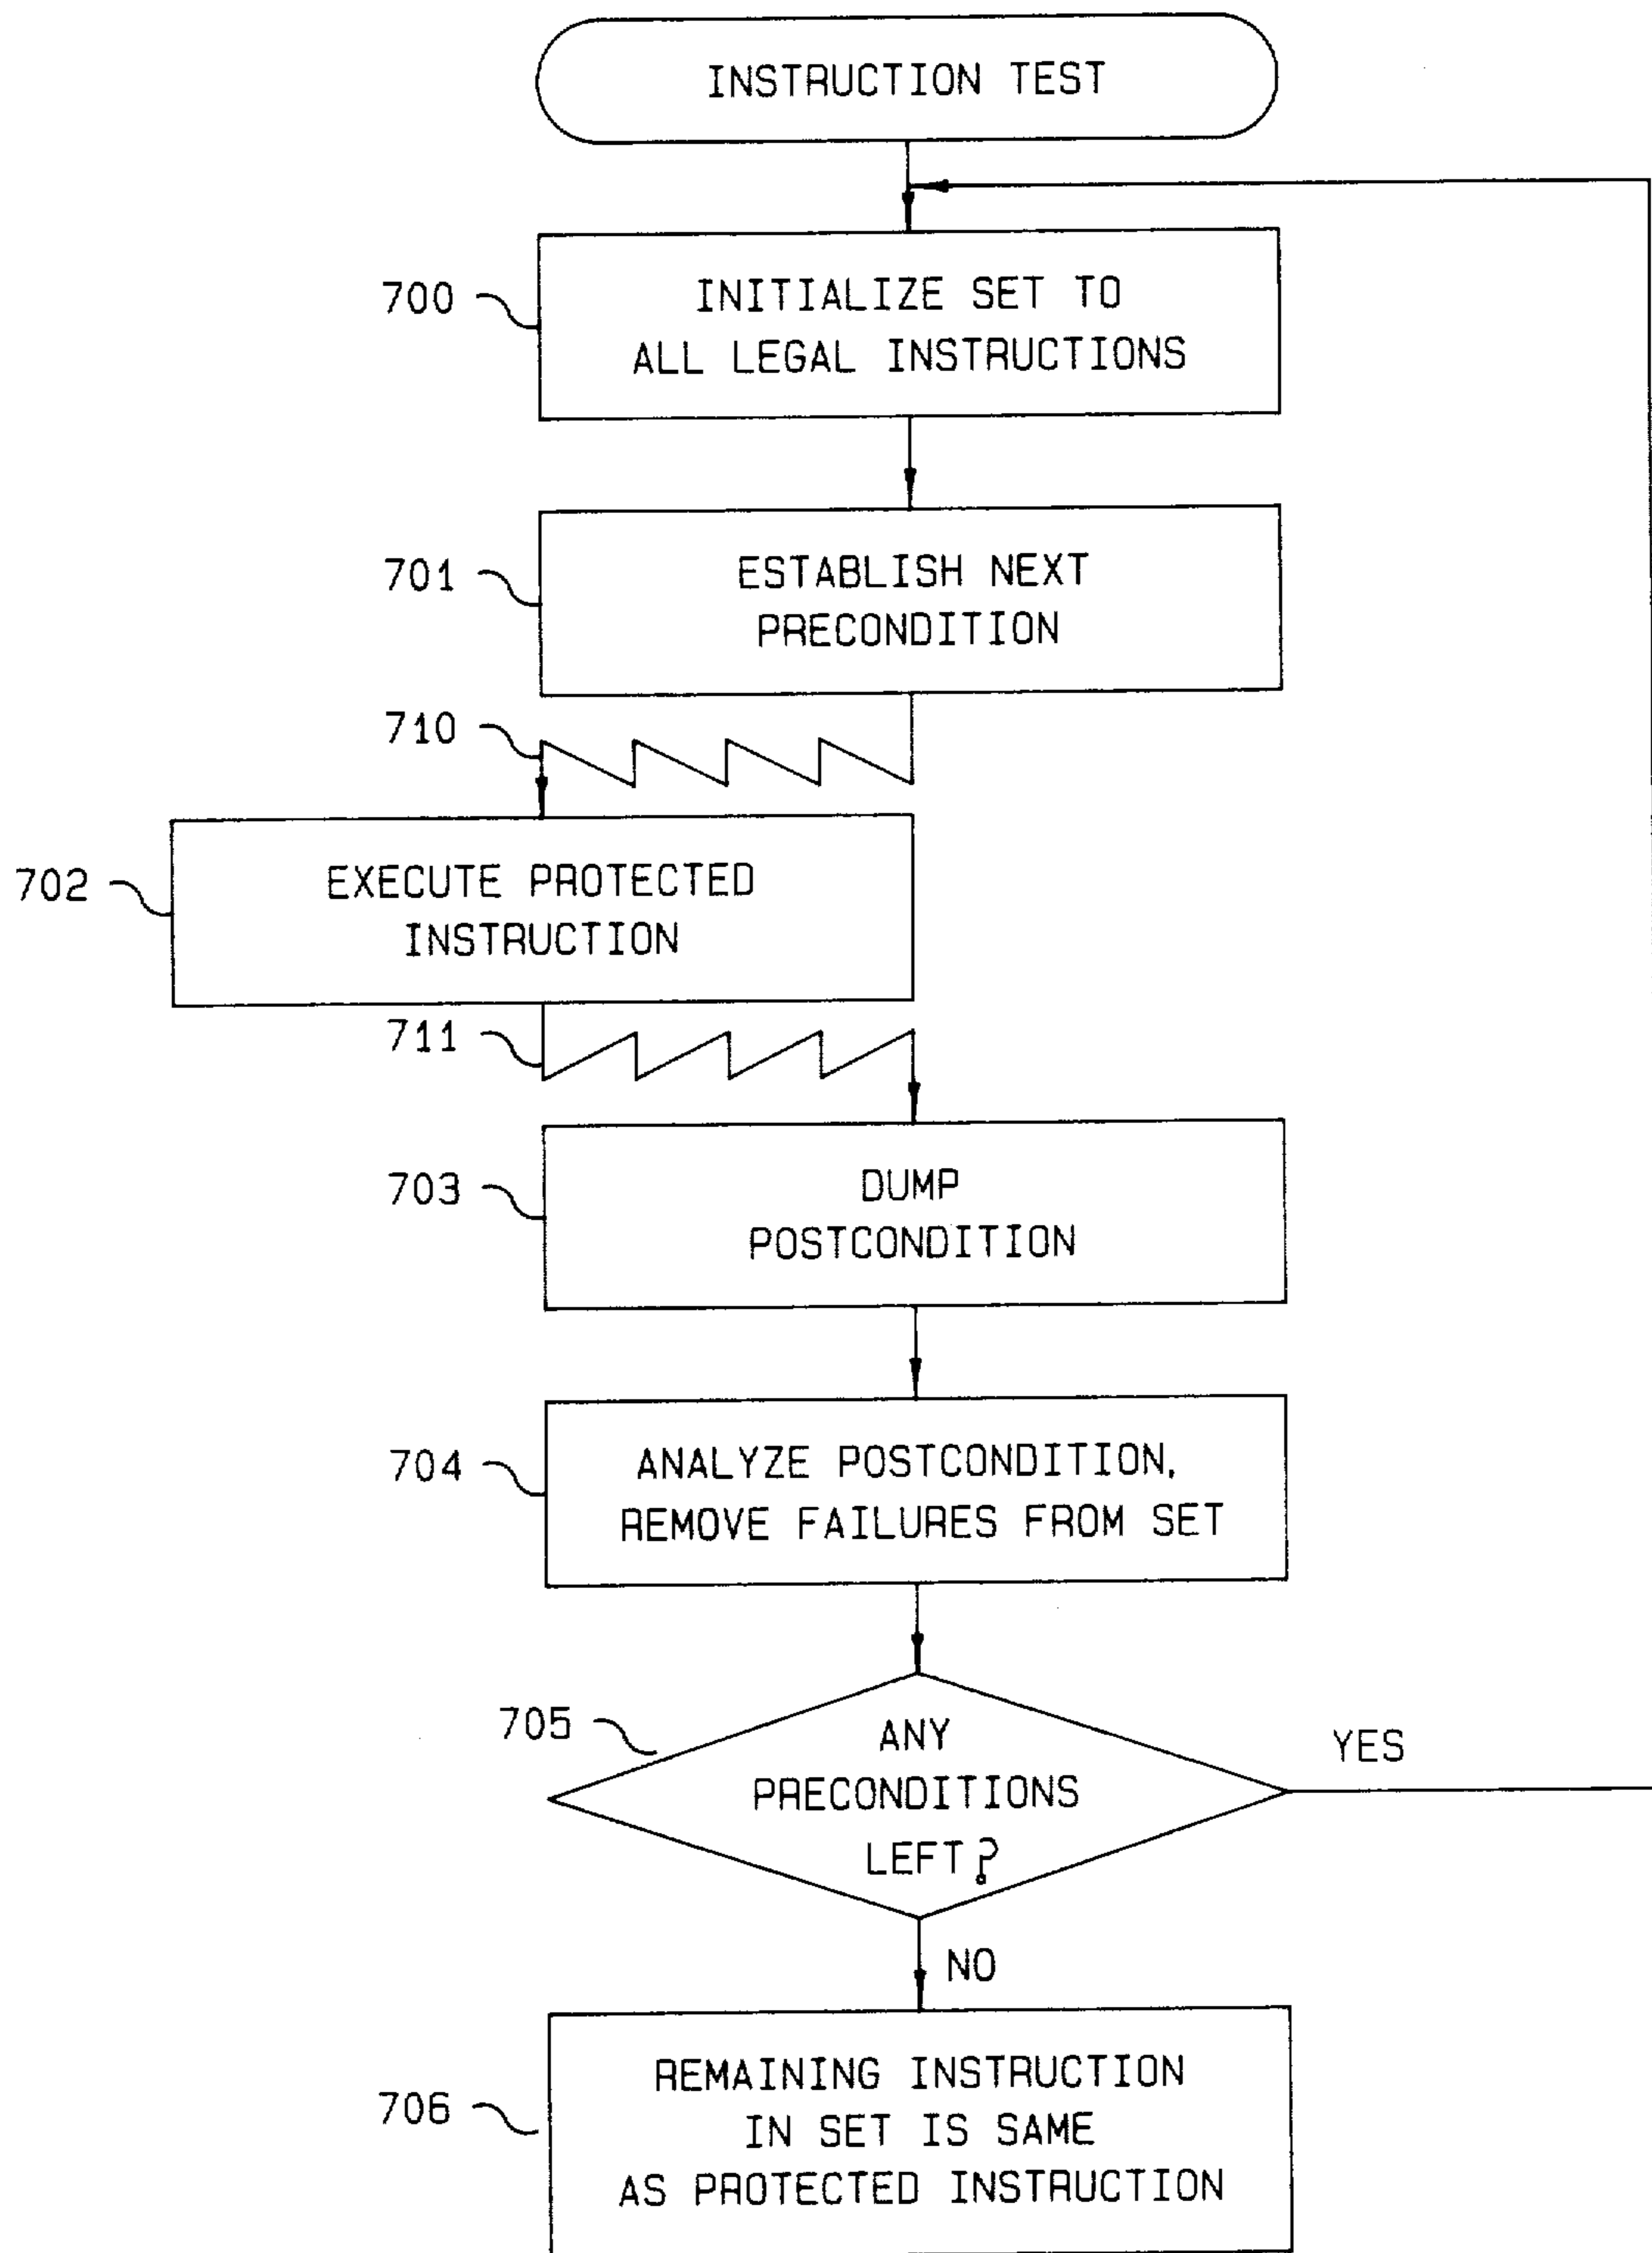 INSTRUCTION TEST
700
INITIALIZE SET TO
ALL LEGAL INSTRUCTIONS
701
ESTABLISH NEXT
PRECONDITION
710
702
EXECUTE PROTECTED
INSTRUCTION
711
703
DUMP
POSTCONDITION
704
ANALYZE POSTCONDITION,
REMOVE FAILURES FROM SET
705
ANY
PRECONDITIONS
LEFT?
YES
NO
706
REMAINING INSTRUCTION
IN SET IS SAME
AS PROTECTED INSTRUCTION